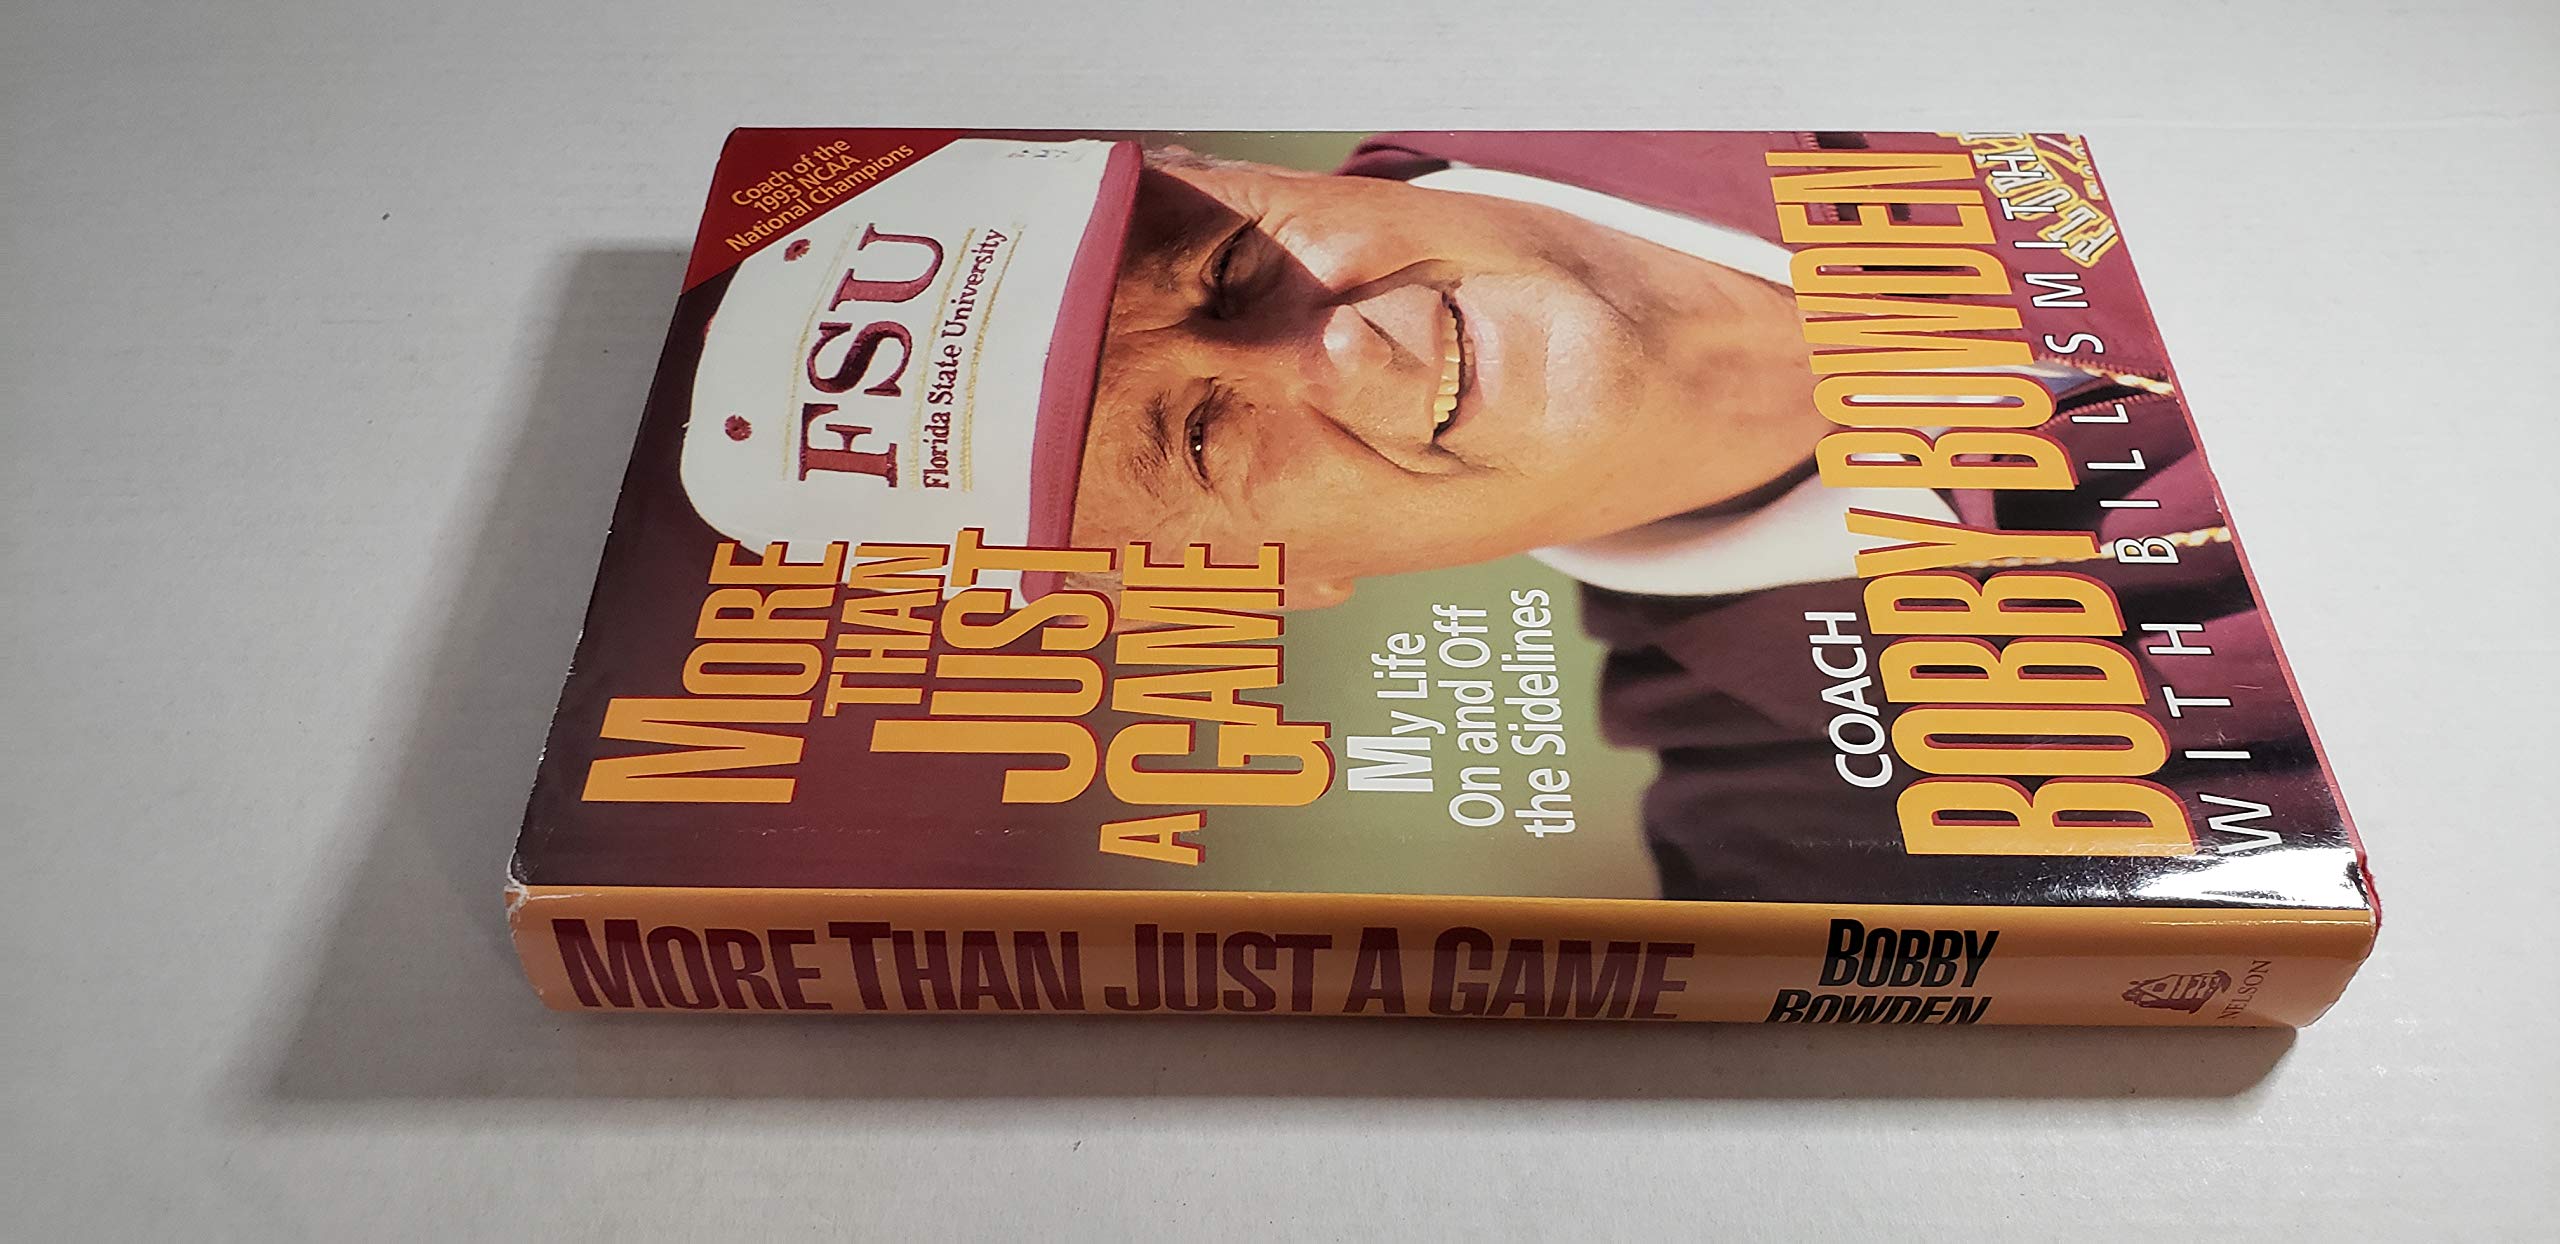 Coach of the
1993 NCAA
National Champions
FSU
Florida State University
MORE
THAN
JUST
A GAME
My Life
On and Off
the Sidelines
COACH
BOBBY BOWDEN
WITH BILL SMITH
MORE THAN JUST A GAME
BOBBY
BOWDEN
NELSON